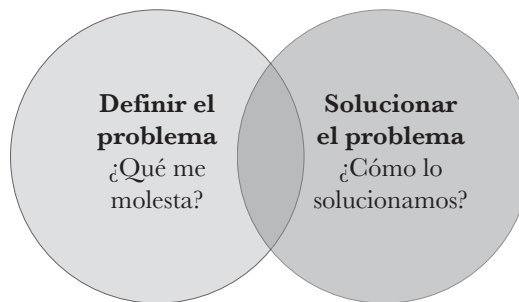 Definir el
problema
¿Qué me
molesta?
Solucionar
el problema
¿Cómo lo
solucionamos?